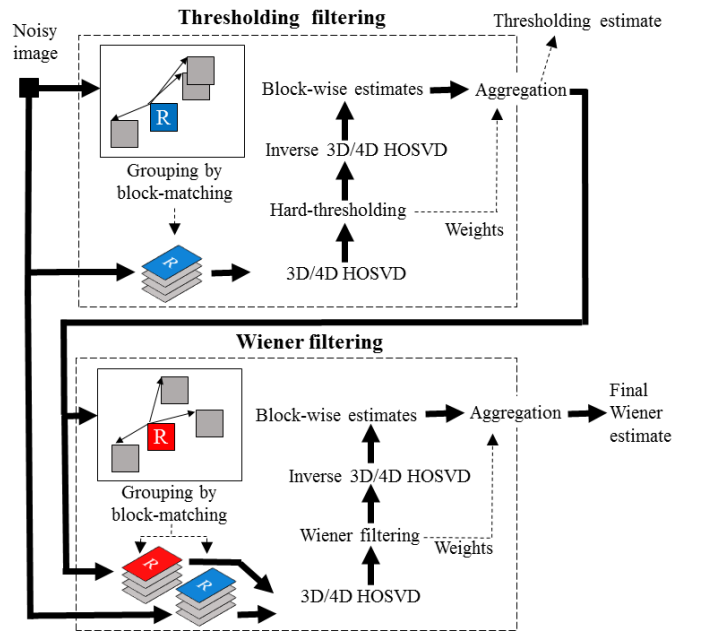 Thresholding filtering
Noisy
image
Thresholding estimate
R
Block-wise estimates
Aggregation
Inverse 3D/4D HOSVD
Grouping by
block-matching
Hard-thresholding
Weights
R
3D/4D HOSVD
Wiener filtering
R
Block-wise estimates
Aggregation
Final
Wiener
estimate
Inverse 3D/4D HOSVD
Grouping by
block-matching
Wiener filtering
Weights
R
R
3D/4D HOSVD